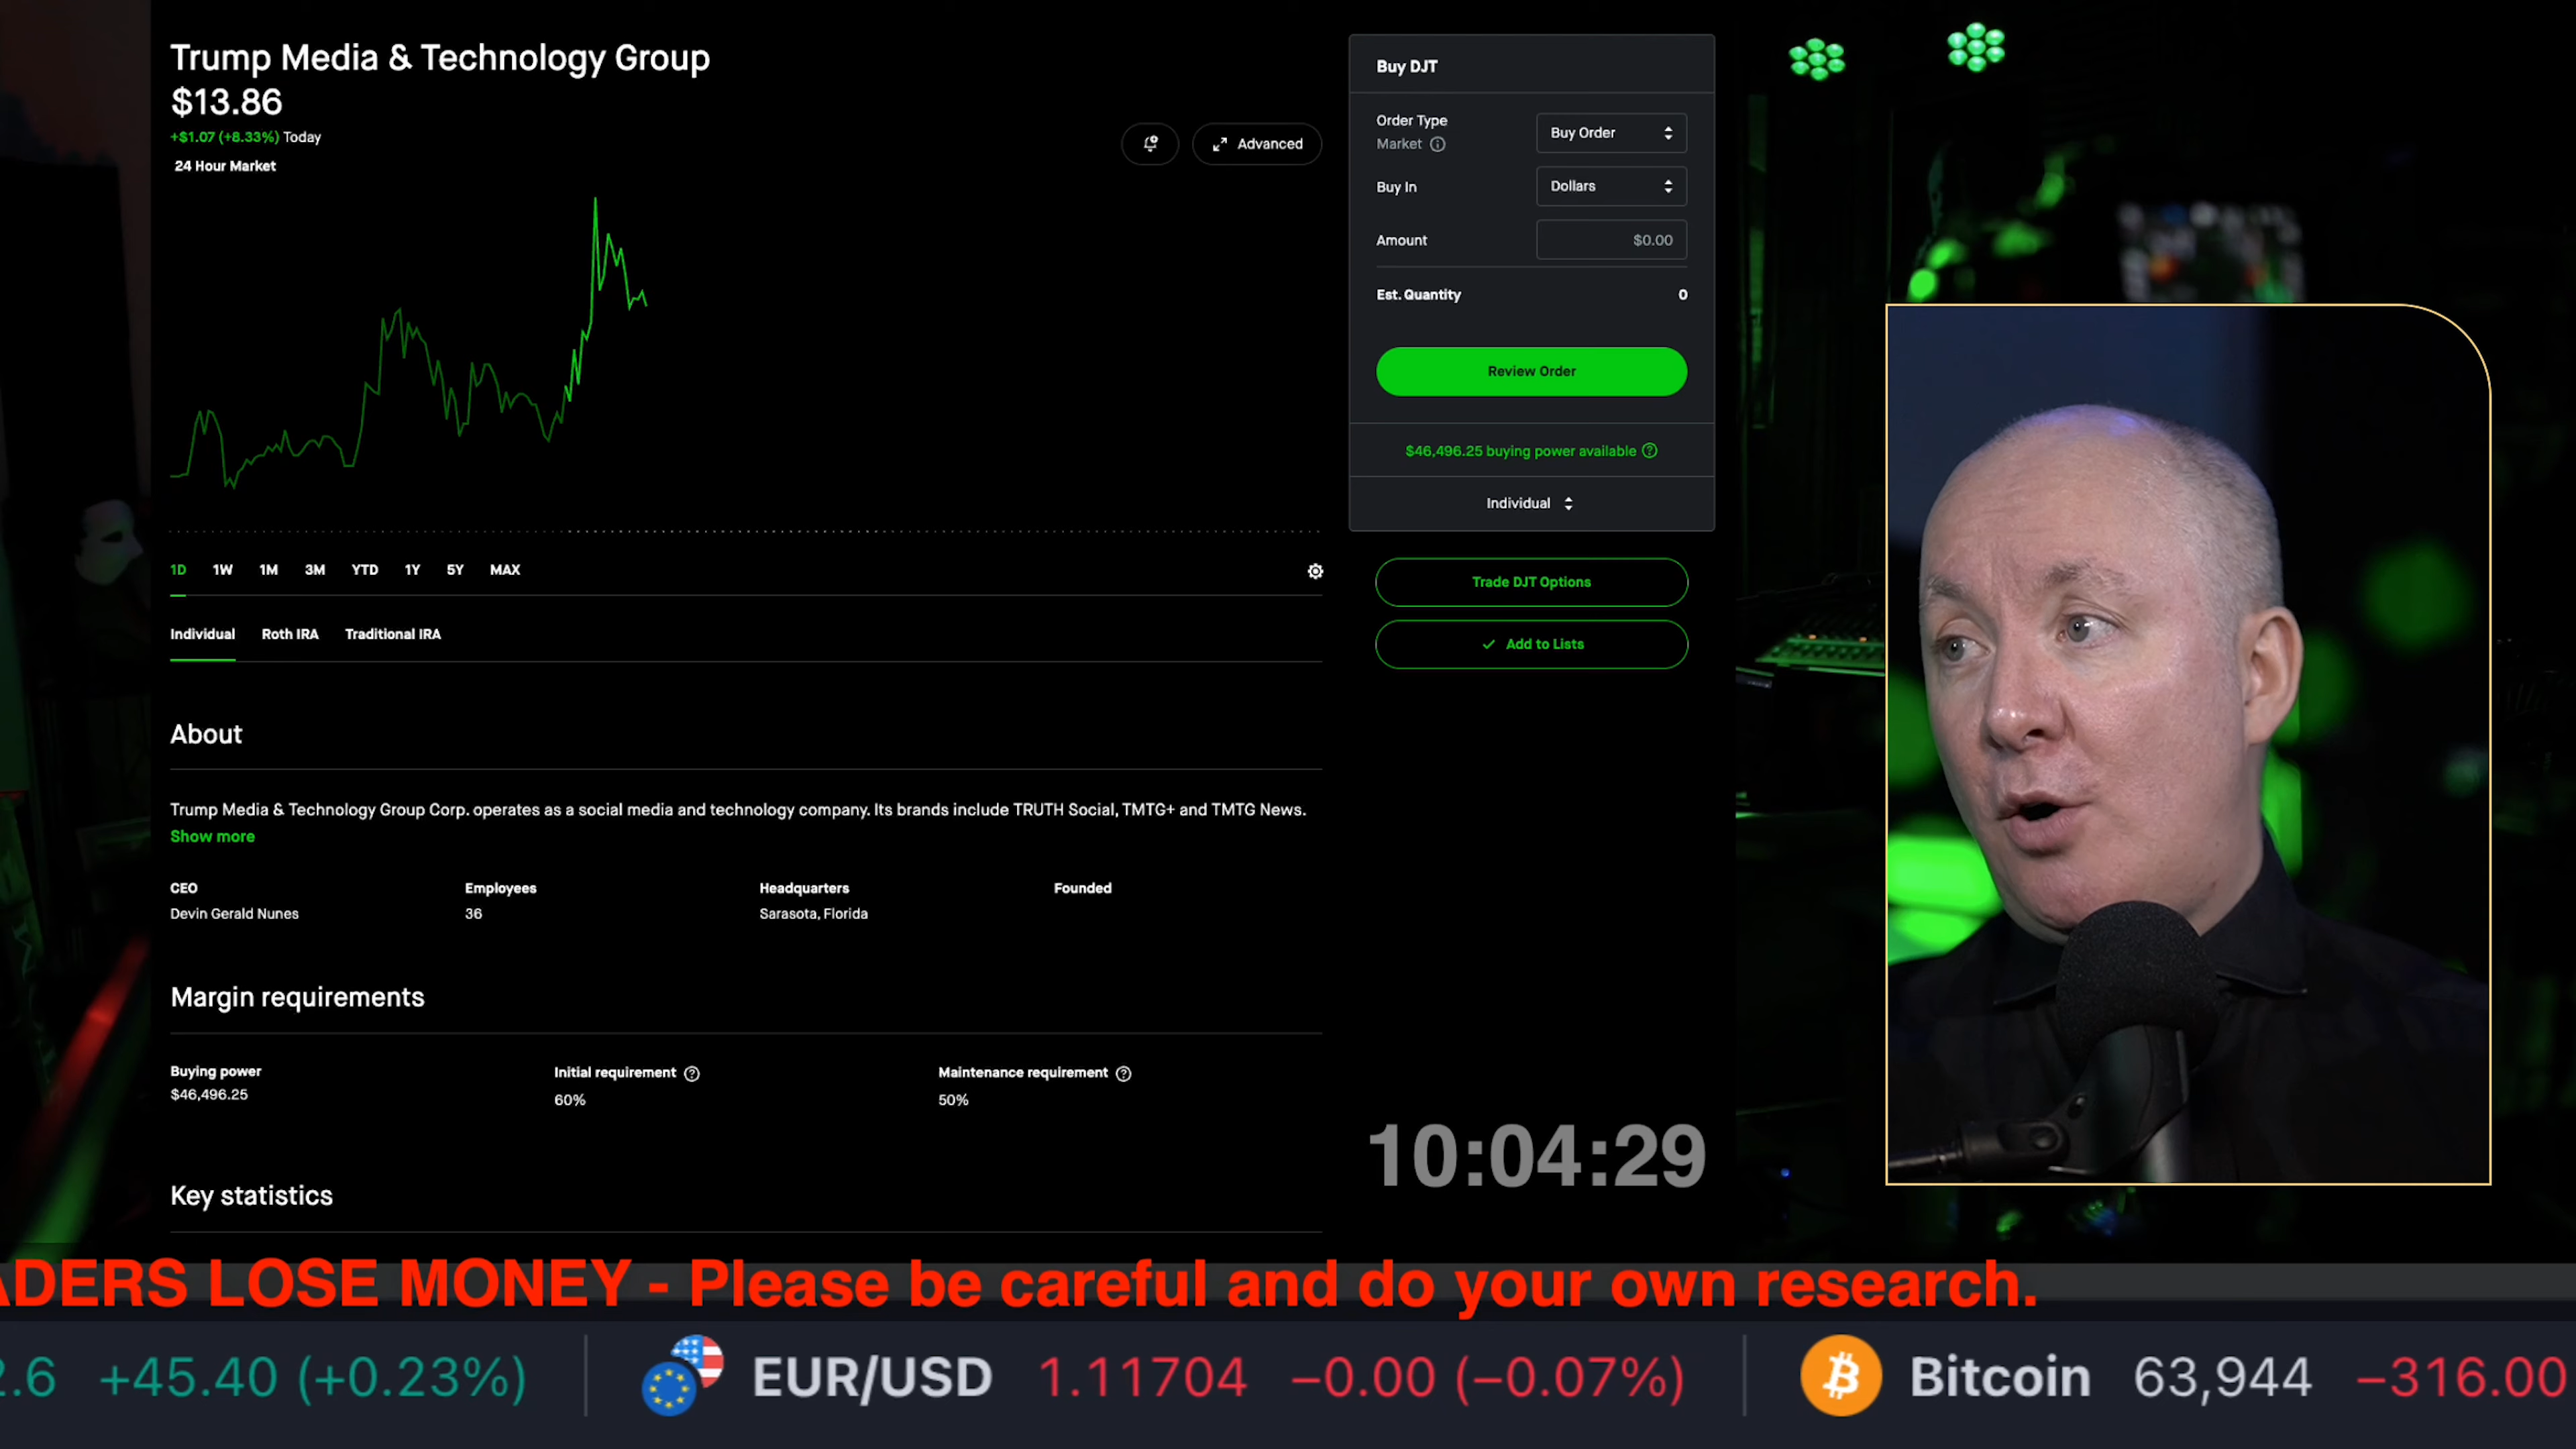 Trump Media & Technology Group
$13.86
+$1.07 (+8.33%) Today
24 Hour Market
Advanced
1D 1W 1M 3M YTD 1Y 5Y MAX
Individual Roth IRA Traditional IRA
About
Trump Media & Technology Group Corp. operates as a social media and technology company. Its brands include TRUTH Social, TMTG+ and TMTG News.
Show more
CEO Employees Headquarters Founded
Devin Gerald Nunes 36 Sarasota, Florida
Margin requirements
Buying power Initial requirement Maintenance requirement
$46,496.25 60% 50%
Key statistics
Buy DJT
Order Type Buy Order
Market
Buy In Dollars
Amount $0.00
Est. Quantity 0
Review Order
$46,496.25 buying power available
Individual
Trade DJT Options
Add to Lists
10:04:29
ADERS LOSE MONEY - Please be careful and do your own research.
2.6 +45.40 (+0.23%) EUR/USD 1.11704 −0.00 (−0.07%) Bitcoin 63,944 −316.00